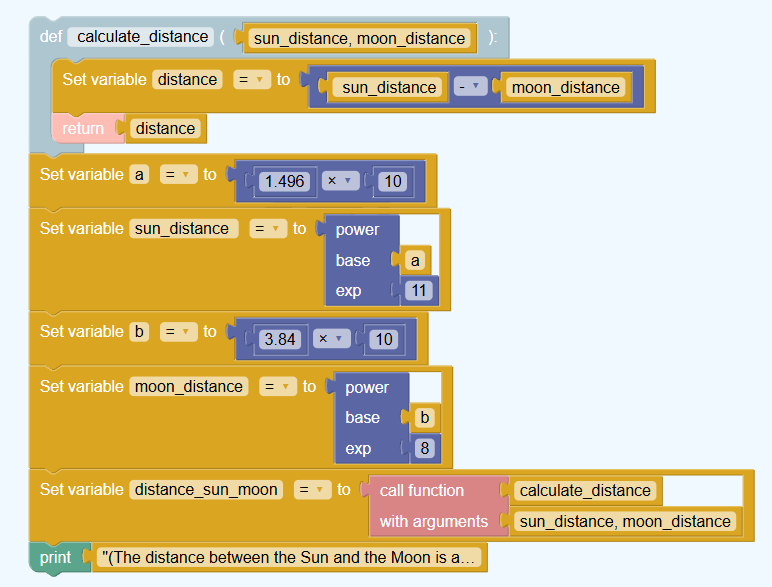 def calculate_distance ( sun_distance, moon_distance ):
Set variable distance = to sun_distance - moon_distance
return distance
Set variable a = to 1.496 × 10
Set variable sun_distance = to power
base a
exp 11
Set variable b = to 3.84 × 10
Set variable moon_distance = to power
base b
exp 8
Set variable distance_sun_moon = to call function calculate_distance
with arguments sun_distance, moon_distance
print "(The distance between the Sun and the Moon is a...